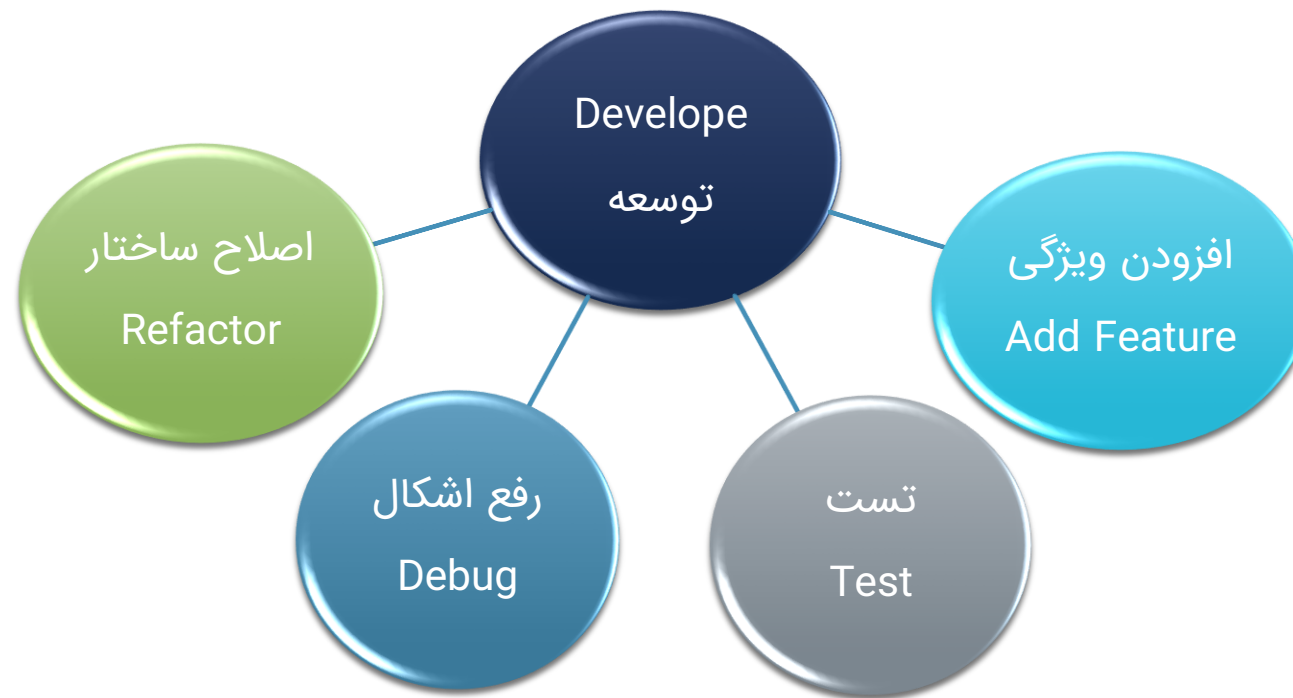 Develope
توسعه
افزودن ویژگی
Add Feature
تست
Test
رفع اشکال
Debug
اصلاح ساختار
Refactor